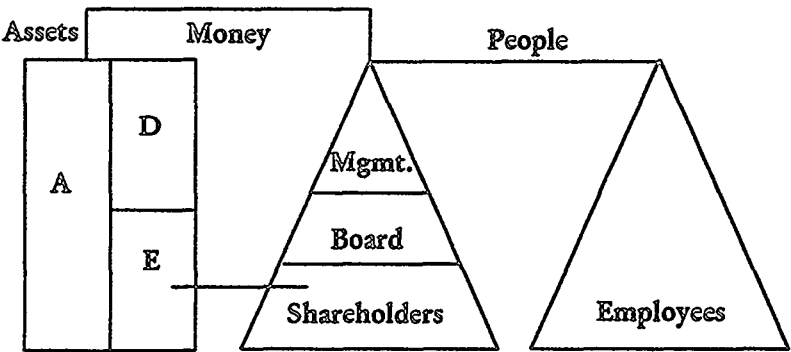 Assets
Money
People
A
D
E
Mgmt.
Board
Shareholders
Employees